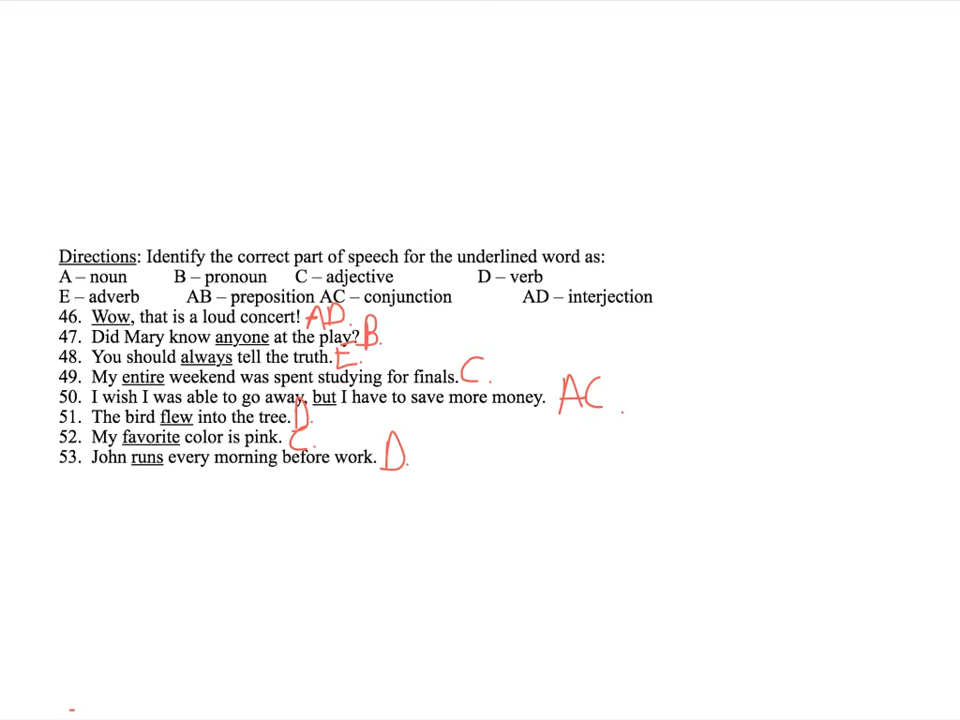 Directions: Identify the correct part of speech for the underlined word as:
A – noun B – pronoun C – adjective D – verb
E – adverb AB – preposition AC – conjunction AD – interjection
46. Wow, that is a loud concert! AD.
47. Did Mary know anyone at the play? B.
48. You should always tell the truth. E.
49. My entire weekend was spent studying for finals. C.
50. I wish I was able to go away, but I have to save more money. AC.
51. The bird flew into the tree. D.
52. My favorite color is pink. C.
53. John runs every morning before work. D.